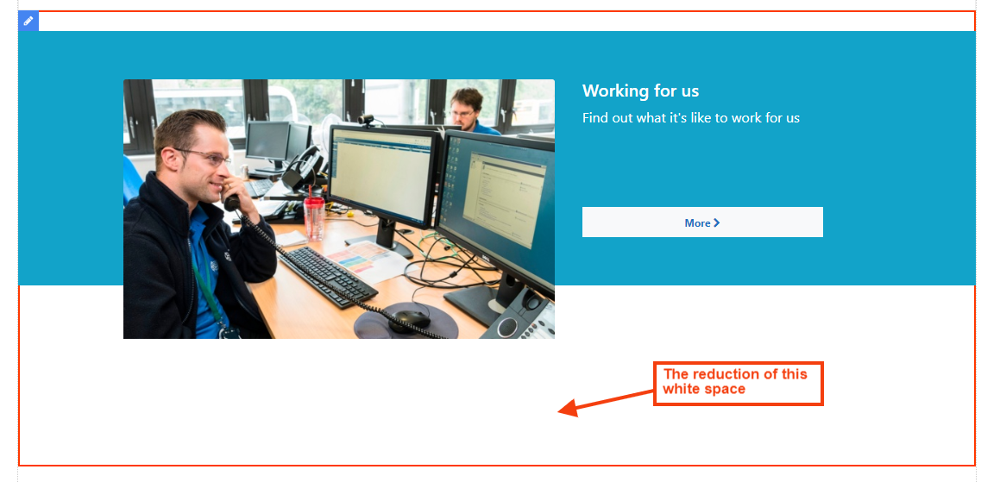 Working for us
Find out what it's like to work for us
More
The reduction of this
white space